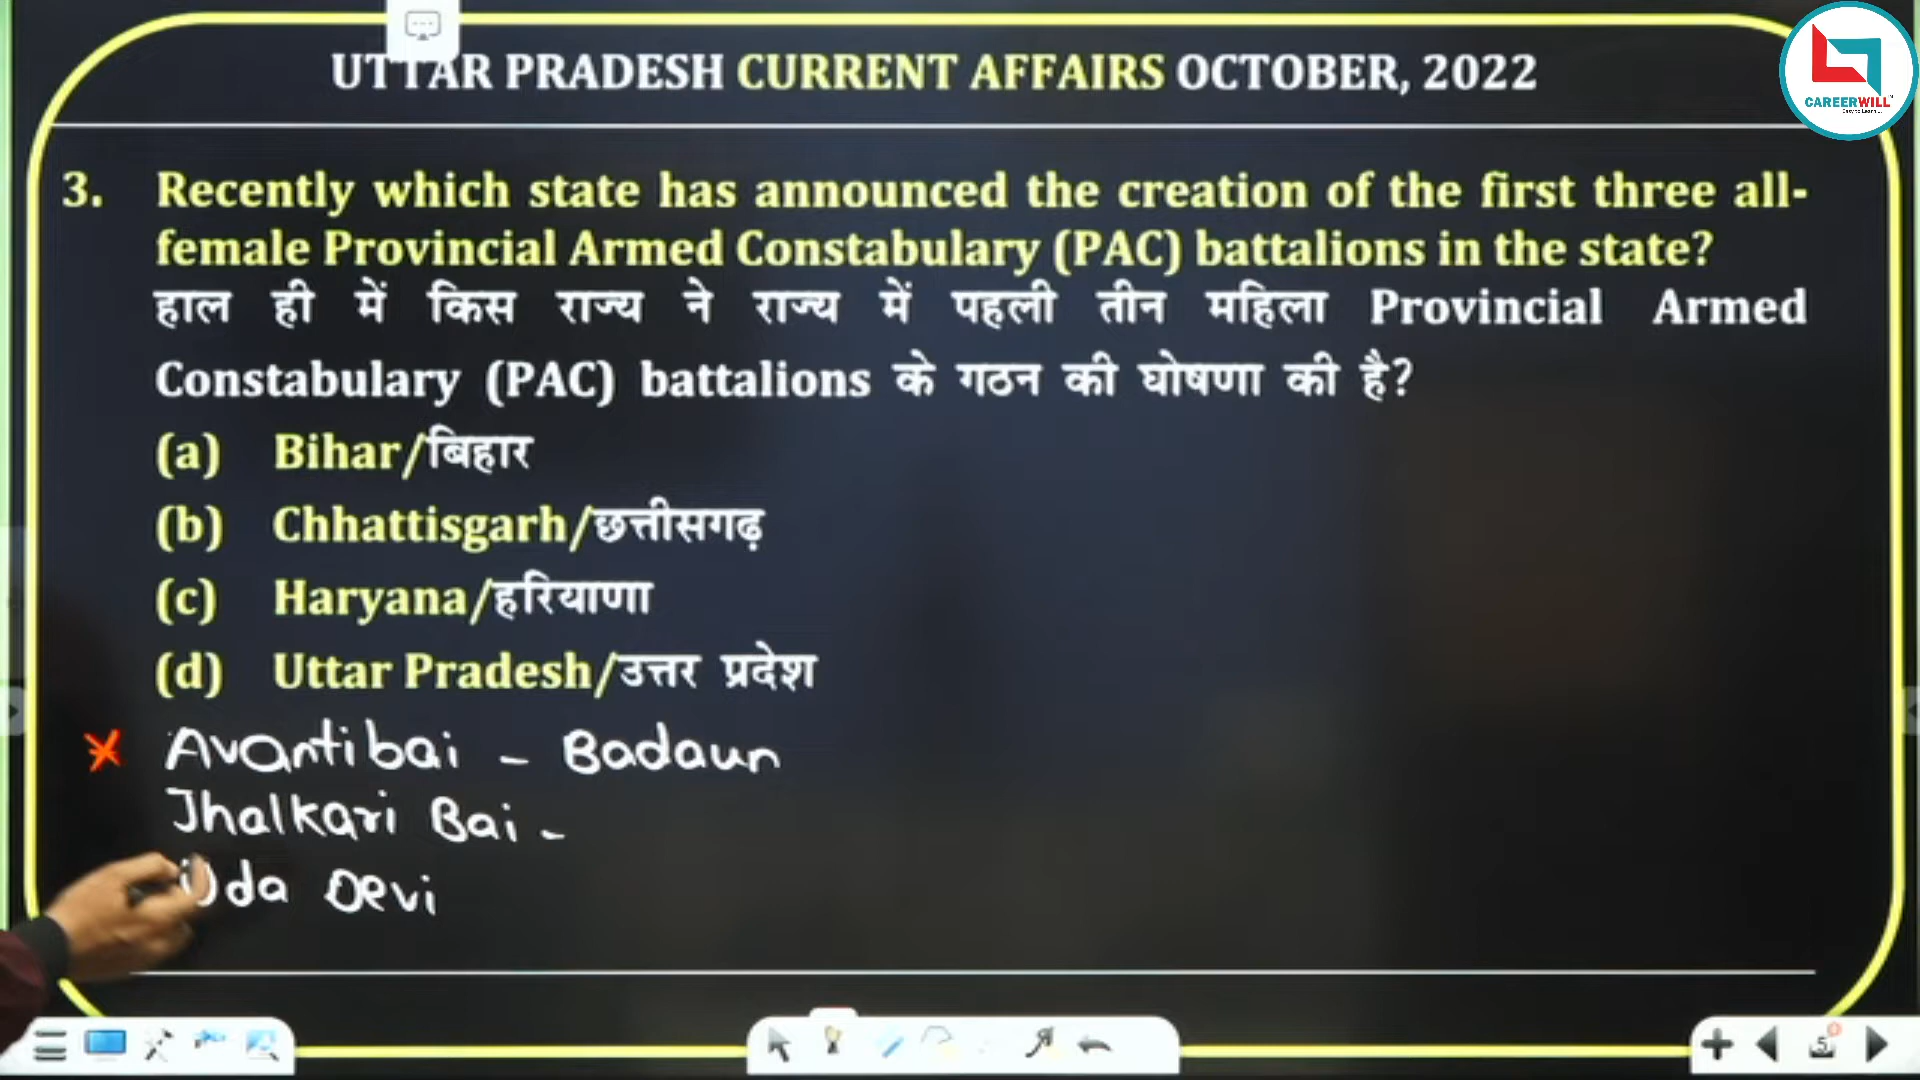 UTTAR PRADESH CURRENT AFFAIRS OCTOBER, 2022
CAREERWILL
3. Recently which state has announced the creation of the first three all-
female Provincial Armed Constabulary (PAC) battalions in the state?
हाल ही में किस राज्य ने राज्य में पहली तीन महिला Provincial Armed
Constabulary (PAC) battalions के गठन की घोषणा की है?
(a) Bihar/बिहार
(b) Chhattisgarh/छत्तीसगढ़
(c) Haryana/हरियाणा
(d) Uttar Pradesh/उत्तर प्रदेश
Avantibai - Badaun
Jhalkari Bai -
Uda Devi
5